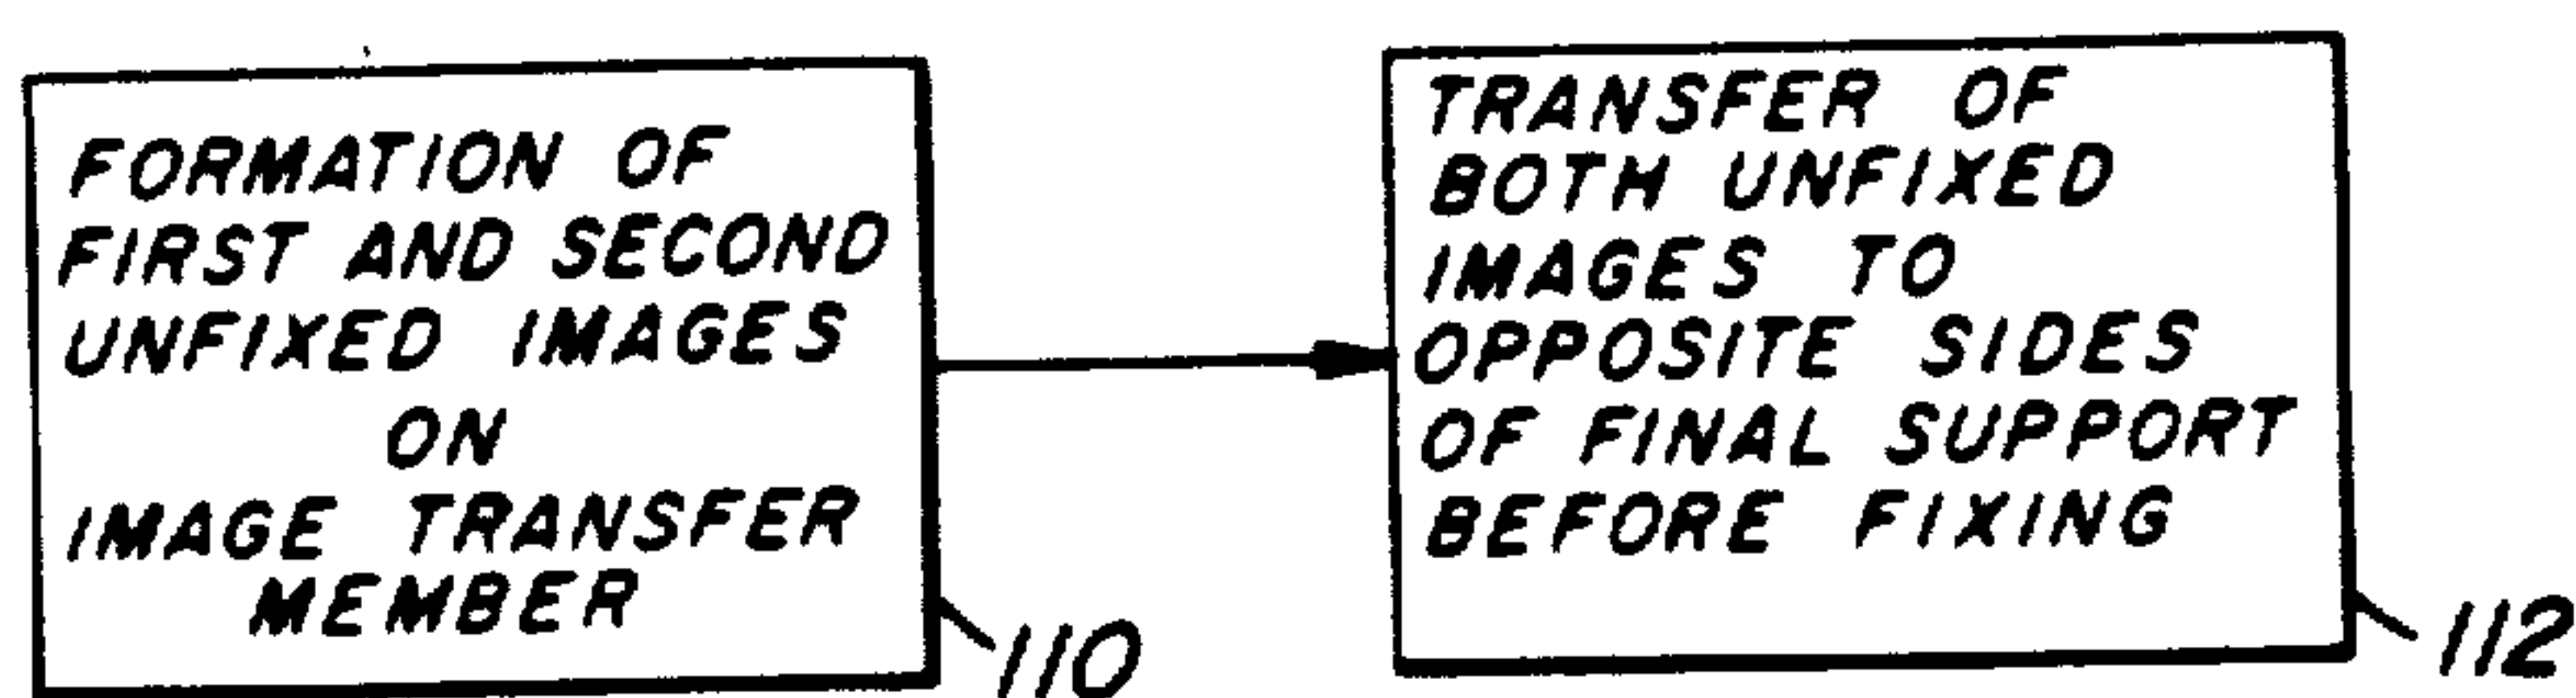 FORMATION OF
FIRST AND SECOND
UNFIXED IMAGES
ON
IMAGE TRANSFER
MEMBER
110
TRANSFER OF
BOTH UNFIXED
IMAGES TO
OPPOSITE SIDES
OF FINAL SUPPORT
BEFORE FIXING
112